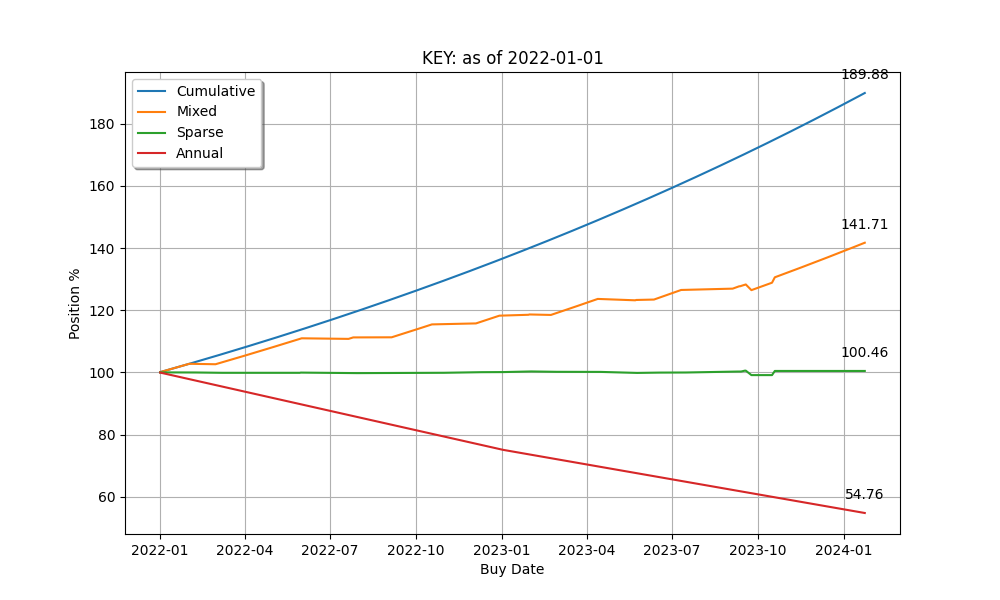 KEY: as of 2022-01-01
189.88
Cumulative
Mixed
Sparse
Annual
180
160
140
120
100
80
60
141.71
100.46
54.76
Position %
2022-01 2022-04 2022-07 2022-10 2023-01 2023-04 2023-07 2023-10 2024-01
Buy Date